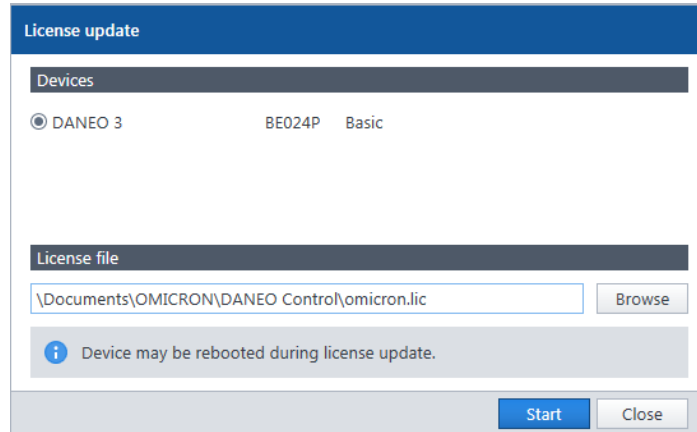 License update
Devices
DANEO 3 BE024P Basic
License file
\Documents\OMICRON\DANEO Control\omicron.lic Browse
Device may be rebooted during license update.
Start Close